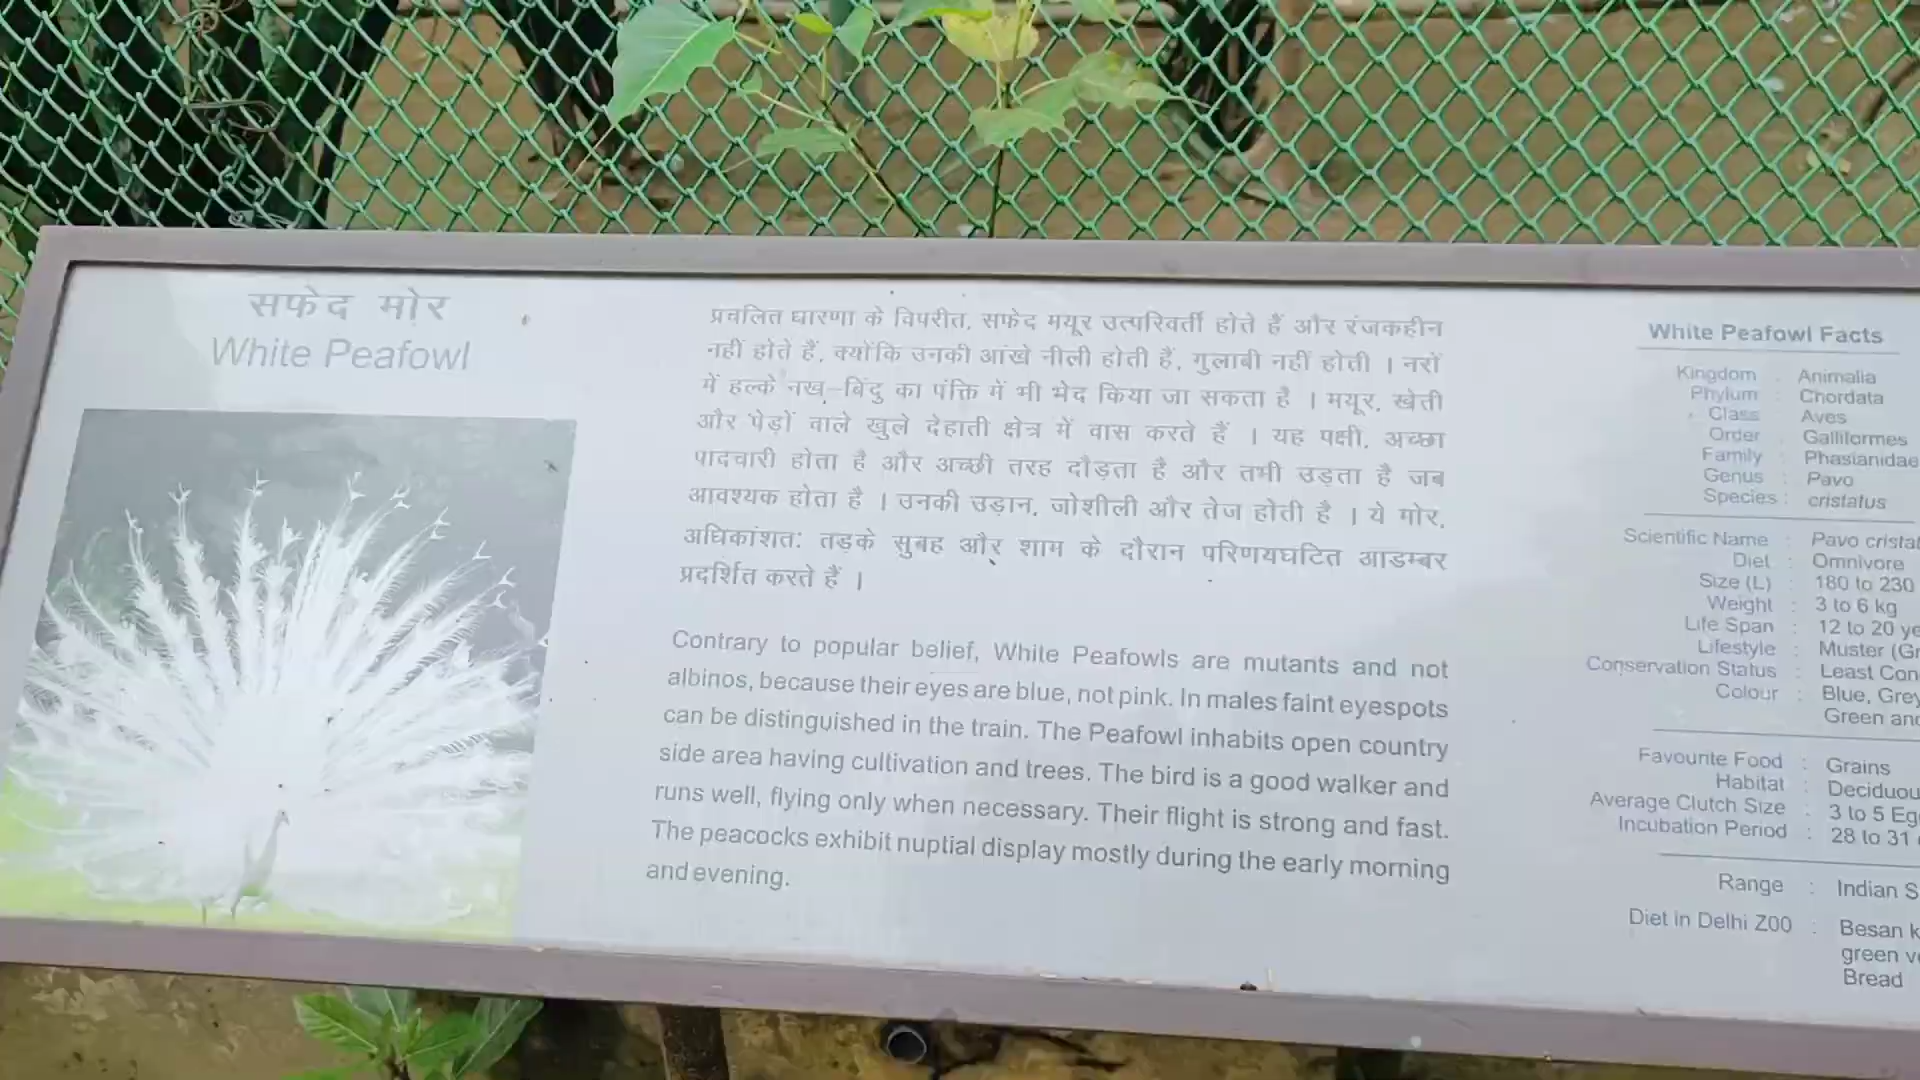 सफेद मोर
White Peafowl
प्रचलित धारणा के विपरीत, सफेद मयूर उत्परिवर्ती होते हैं और रंजकहीन
नहीं होते हैं, क्योंकि उनकी आंखे नीली होती हैं, गुलाबी नहीं होती । नरों
में हल्के नख–बिंदु का पंक्ति में भी भेद किया जा सकता है । मयूर, खेती
और पेड़ों वाले खुले देहाती क्षेत्र में वास करते हैं । यह पक्षी, अच्छा
पादचारी होता है और अच्छी तरह दौड़ता है और तभी उड़ता है जब
आवश्यक होता है । उनकी उड़ान, जोशीली और तेज होती है । ये मोर,
अधिकांशतः तड़के सुबह और शाम के दौरान परिणयघटित आडम्बर
प्रदर्शित करते हैं ।
Contrary to popular belief, White Peafowls are mutants and not
albinos, because their eyes are blue, not pink. In males faint eyespots
can be distinguished in the train. The Peafowl inhabits open country
side area having cultivation and trees. The bird is a good walker and
runs well, flying only when necessary. Their flight is strong and fast.
The peacocks exhibit nuptial display mostly during the early morning
and evening.
White Peafowl Facts
Kingdom : Animalia
Phylum : Chordata
Class : Aves
Order : Galliformes
Family : Phasianidae
Genus : Pavo
Species : cristatus
Scientific Name : Pavo
Diet : Omnivore
Size (L) : 180 to 230
Weight : 3 to 6 kg
Life Span : 12 to 20
Lifestyle : Muster
Conservation Status : Least
Colour : Blue, Grey
Green
Favourite Food : Grains
Habitat :
Average Clutch Size : 3 to 5
Incubation Period : 28 to 31
Range : Indian
Diet in Delhi ZOO : Besan
green
Bread